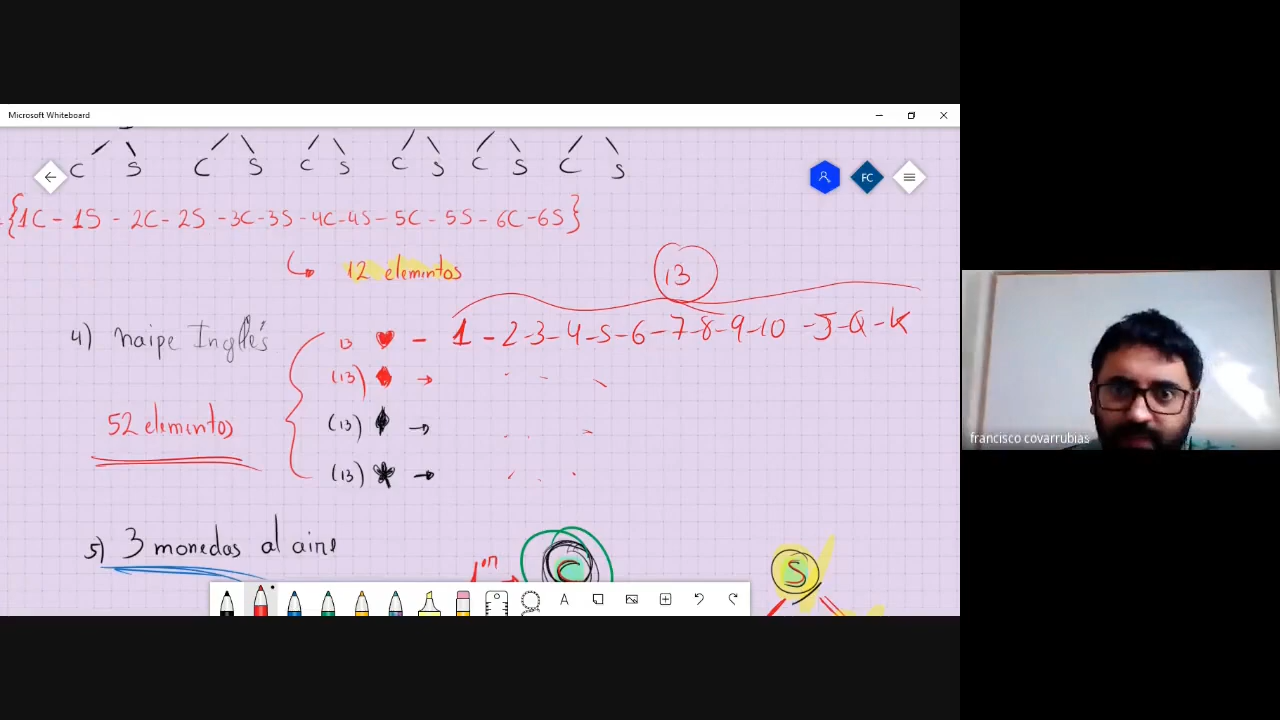 Microsoft Whiteboard
C S C S C S C S C S C S
FC
{1C - 1S - 2C - 2S - 3C - 3S - 4C - 4S - 5C - 5S - 6C - 6S}
12 elementos
13
4) naipe Inglés
13 ♥ - 1 - 2 - 3 - 4 - 5 - 6 - 7 - 8 - 9 - 10 - J - Q - K
(13) ♦ →
52 elementos
(13) →
(13) →
francisco covarrubias
5) 3 monedas al aire
1er → C S
A